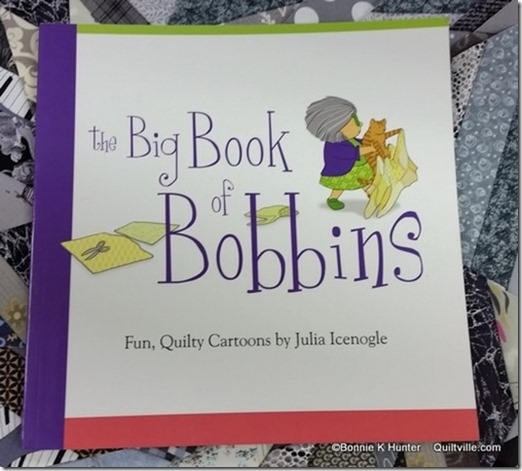 the Big Book
of
Bobbins
Fun, Quilty Cartoons by Julia Icenogle
©Bonnie K Hunter Quiltville.com